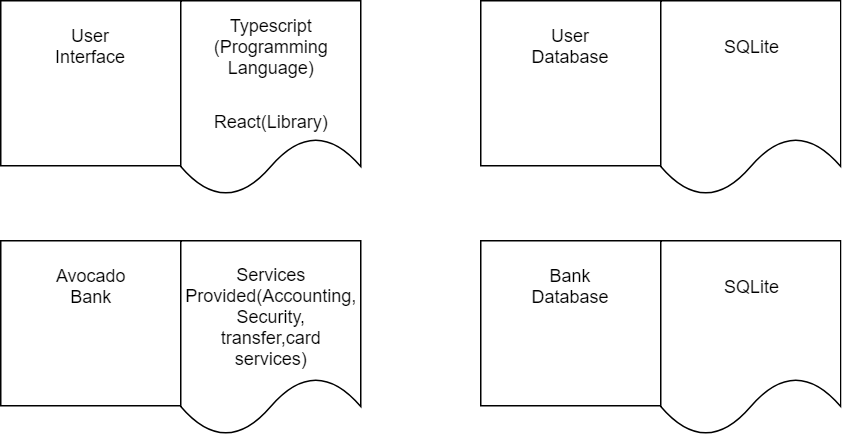 User
Interface
Typescript
(Programming
Language)
React(Library)
User
Database
SQLite
Avocado
Bank
Services
Provided(Accounting,
Security,
transfer,card
services)
Bank
Database
SQLite